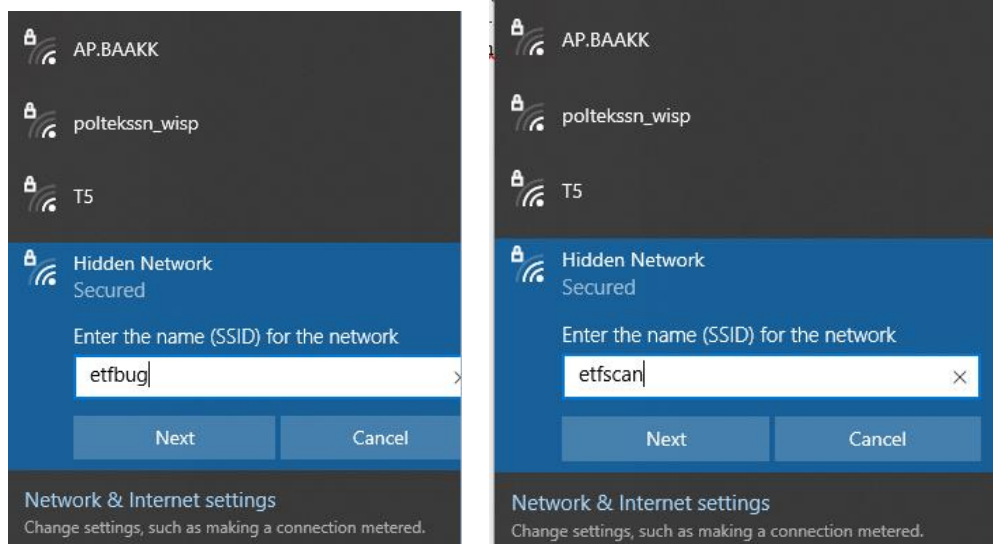 AP.BAAKK
poltekssn_wisp
T5
Hidden Network
Secured
Enter the name (SSID) for the network
etfbug
Next Cancel
Network & Internet settings
Change settings, such as making a connection metered.
AP.BAAKK
poltekssn_wisp
T5
Hidden Network
Secured
Enter the name (SSID) for the network
etfscan
Next Cancel
Network & Internet settings
Change settings, such as making a connection metered.